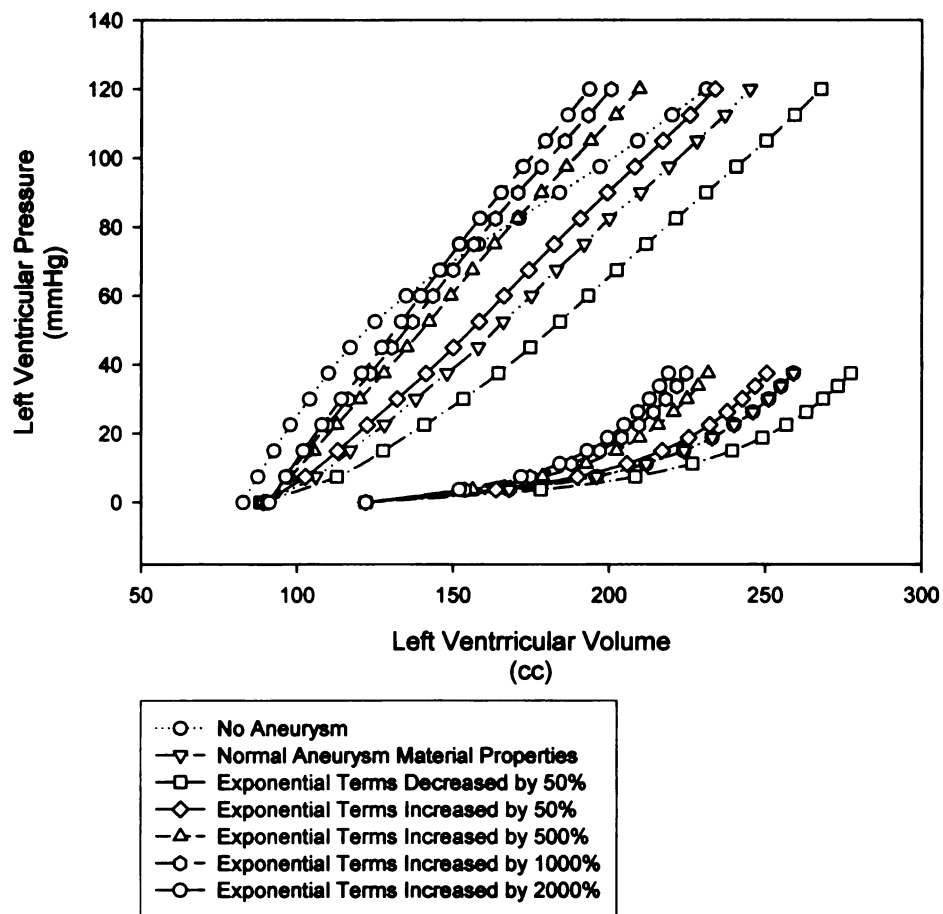 140
120
100
80
60
40
20
0
Left Ventricular Pressure
(mmHg)
50 100 150 200 250 300
Left Ventrricular Volume
(cc)
No Aneurysm
Normal Aneurysm Material Properties
Exponential Terms Decreased by 50%
Exponential Terms Increased by 50%
Exponential Terms Increased by 500%
Exponential Terms Increased by 1000%
Exponential Terms Increased by 2000%